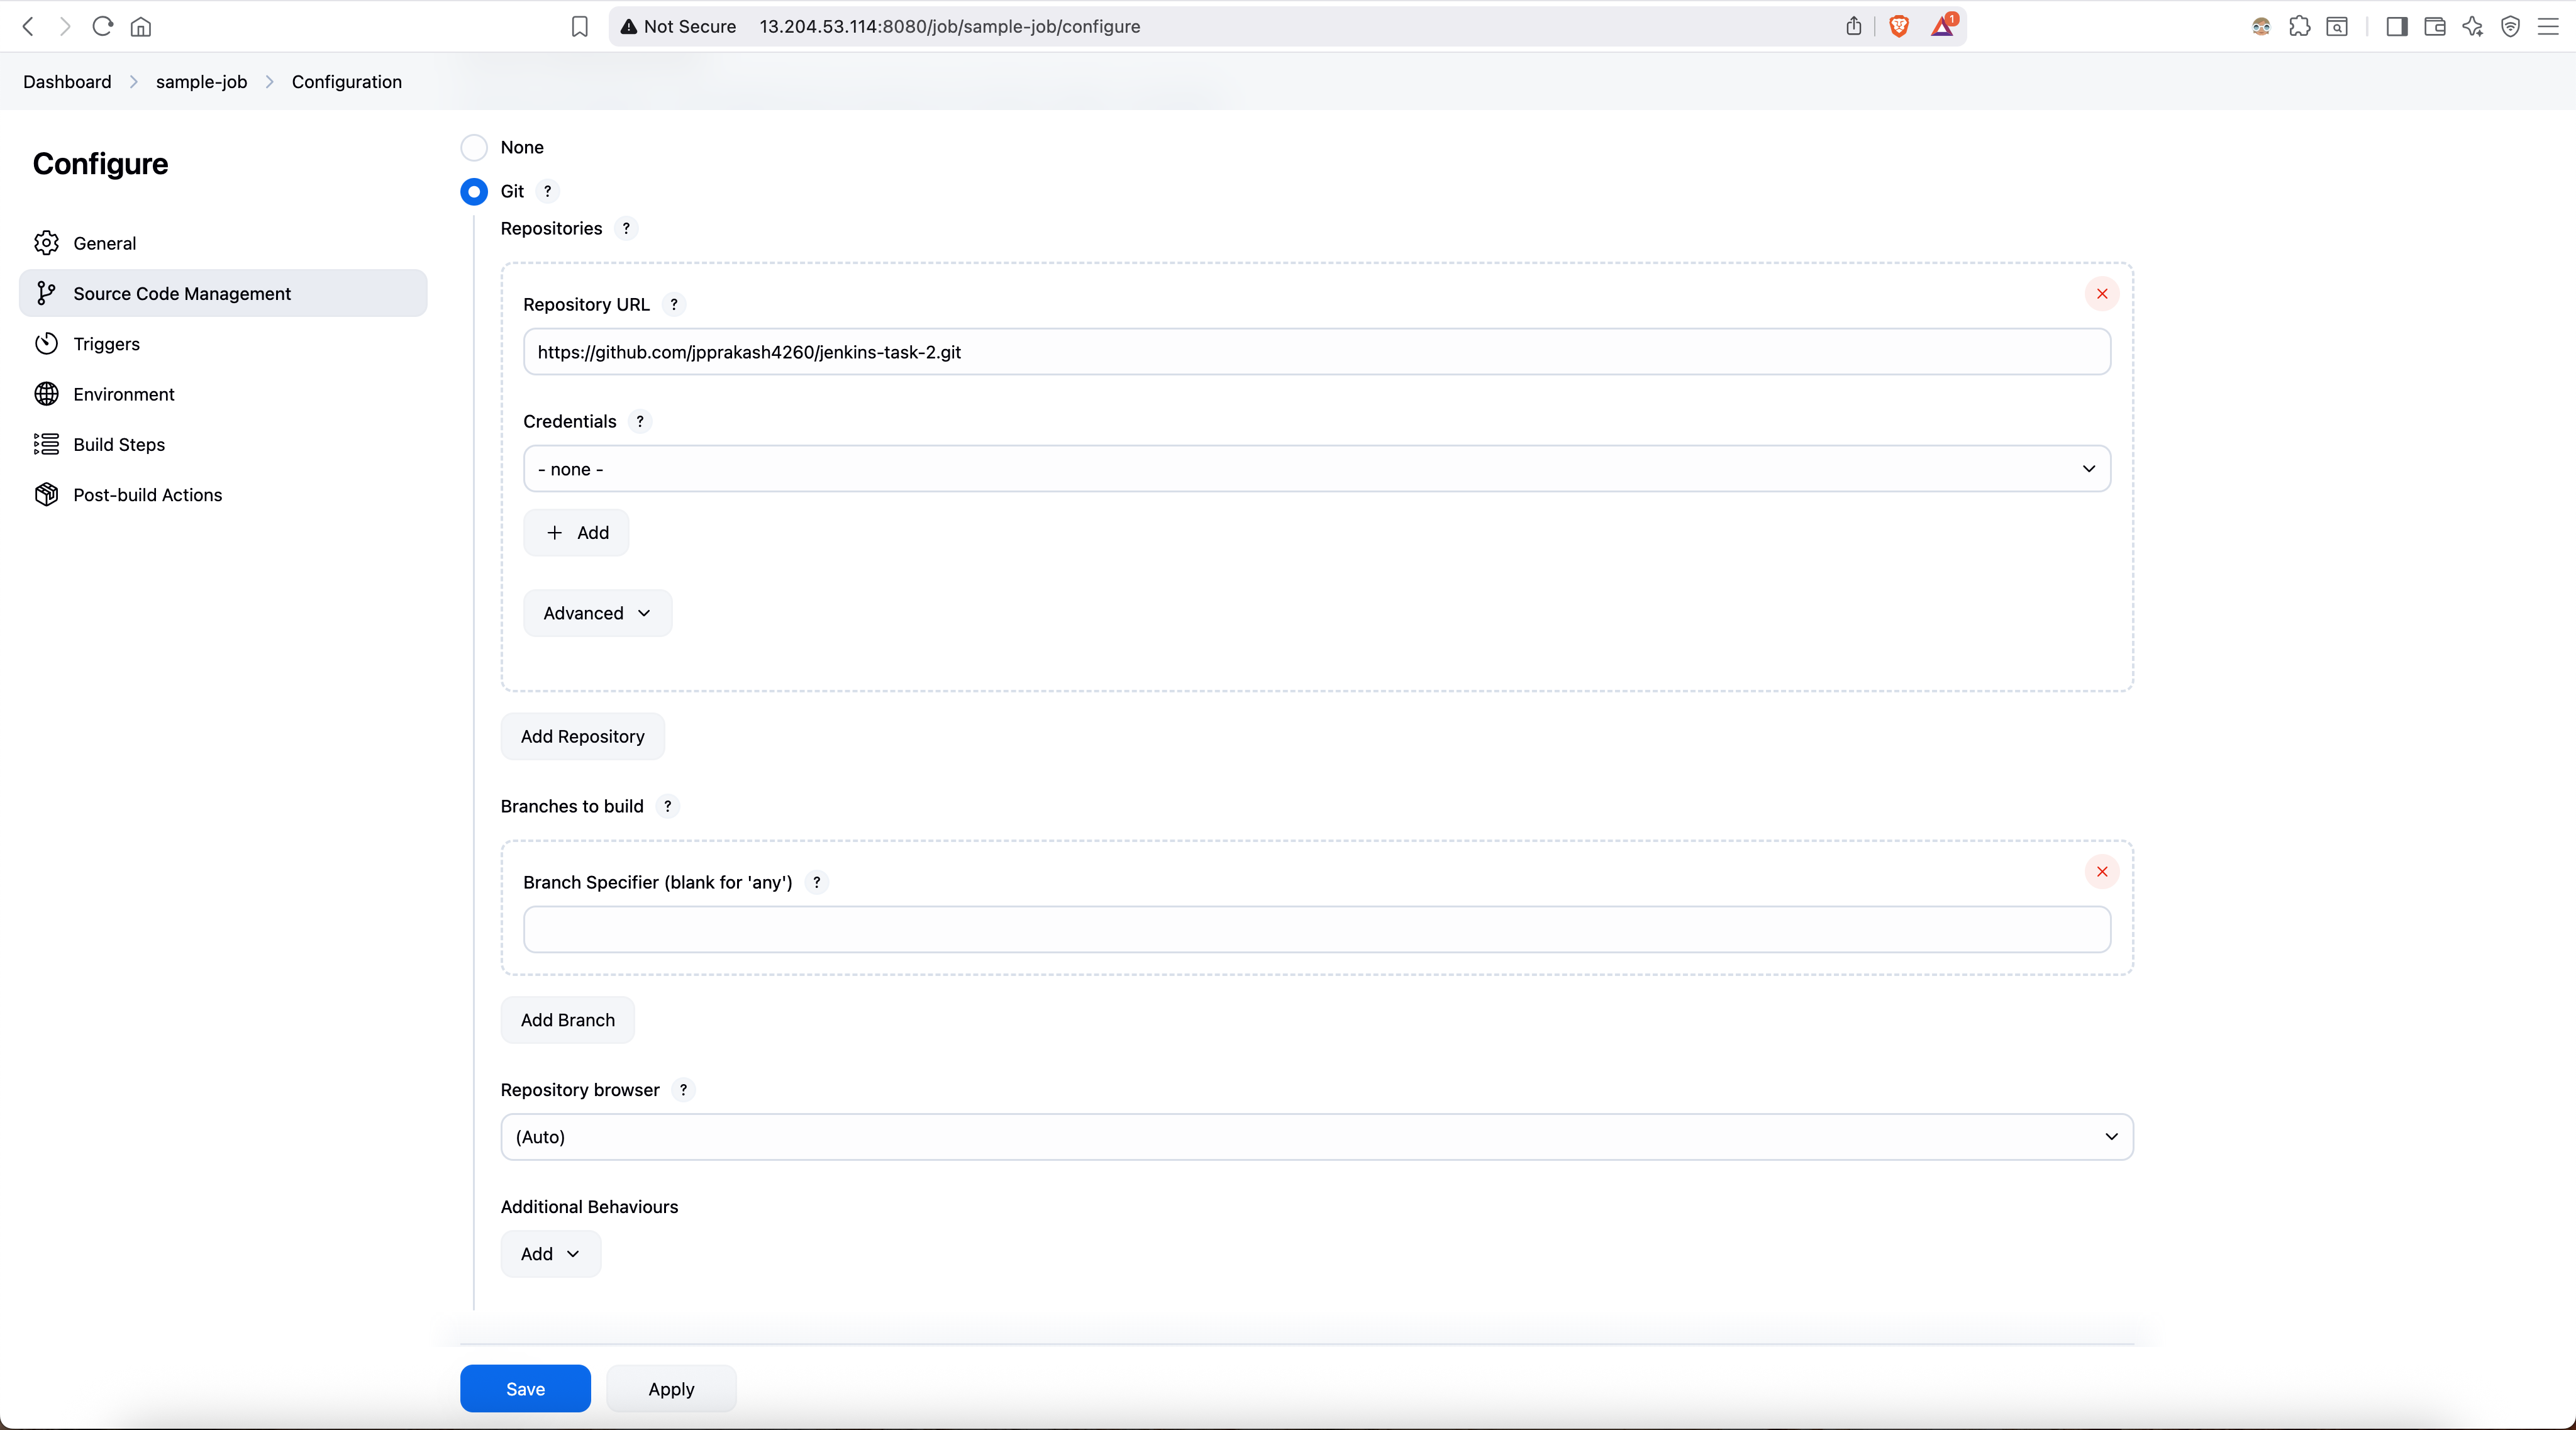 Not Secure 13.204.53.114:8080/job/sample-job/configure
1
Dashboard sample-job Configuration
Configure
General
Source Code Management
Triggers
Environment
Build Steps
Post-build Actions
None
Git ?
Repositories ?
Repository URL ?
https://github.com/jpprakash4260/jenkins-task-2.git
Credentials ?
- none -
+ Add
Advanced
Add Repository
Branches to build ?
Branch Specifier (blank for 'any') ?
Add Branch
Repository browser ?
(Auto)
Additional Behaviours
Add
Save Apply